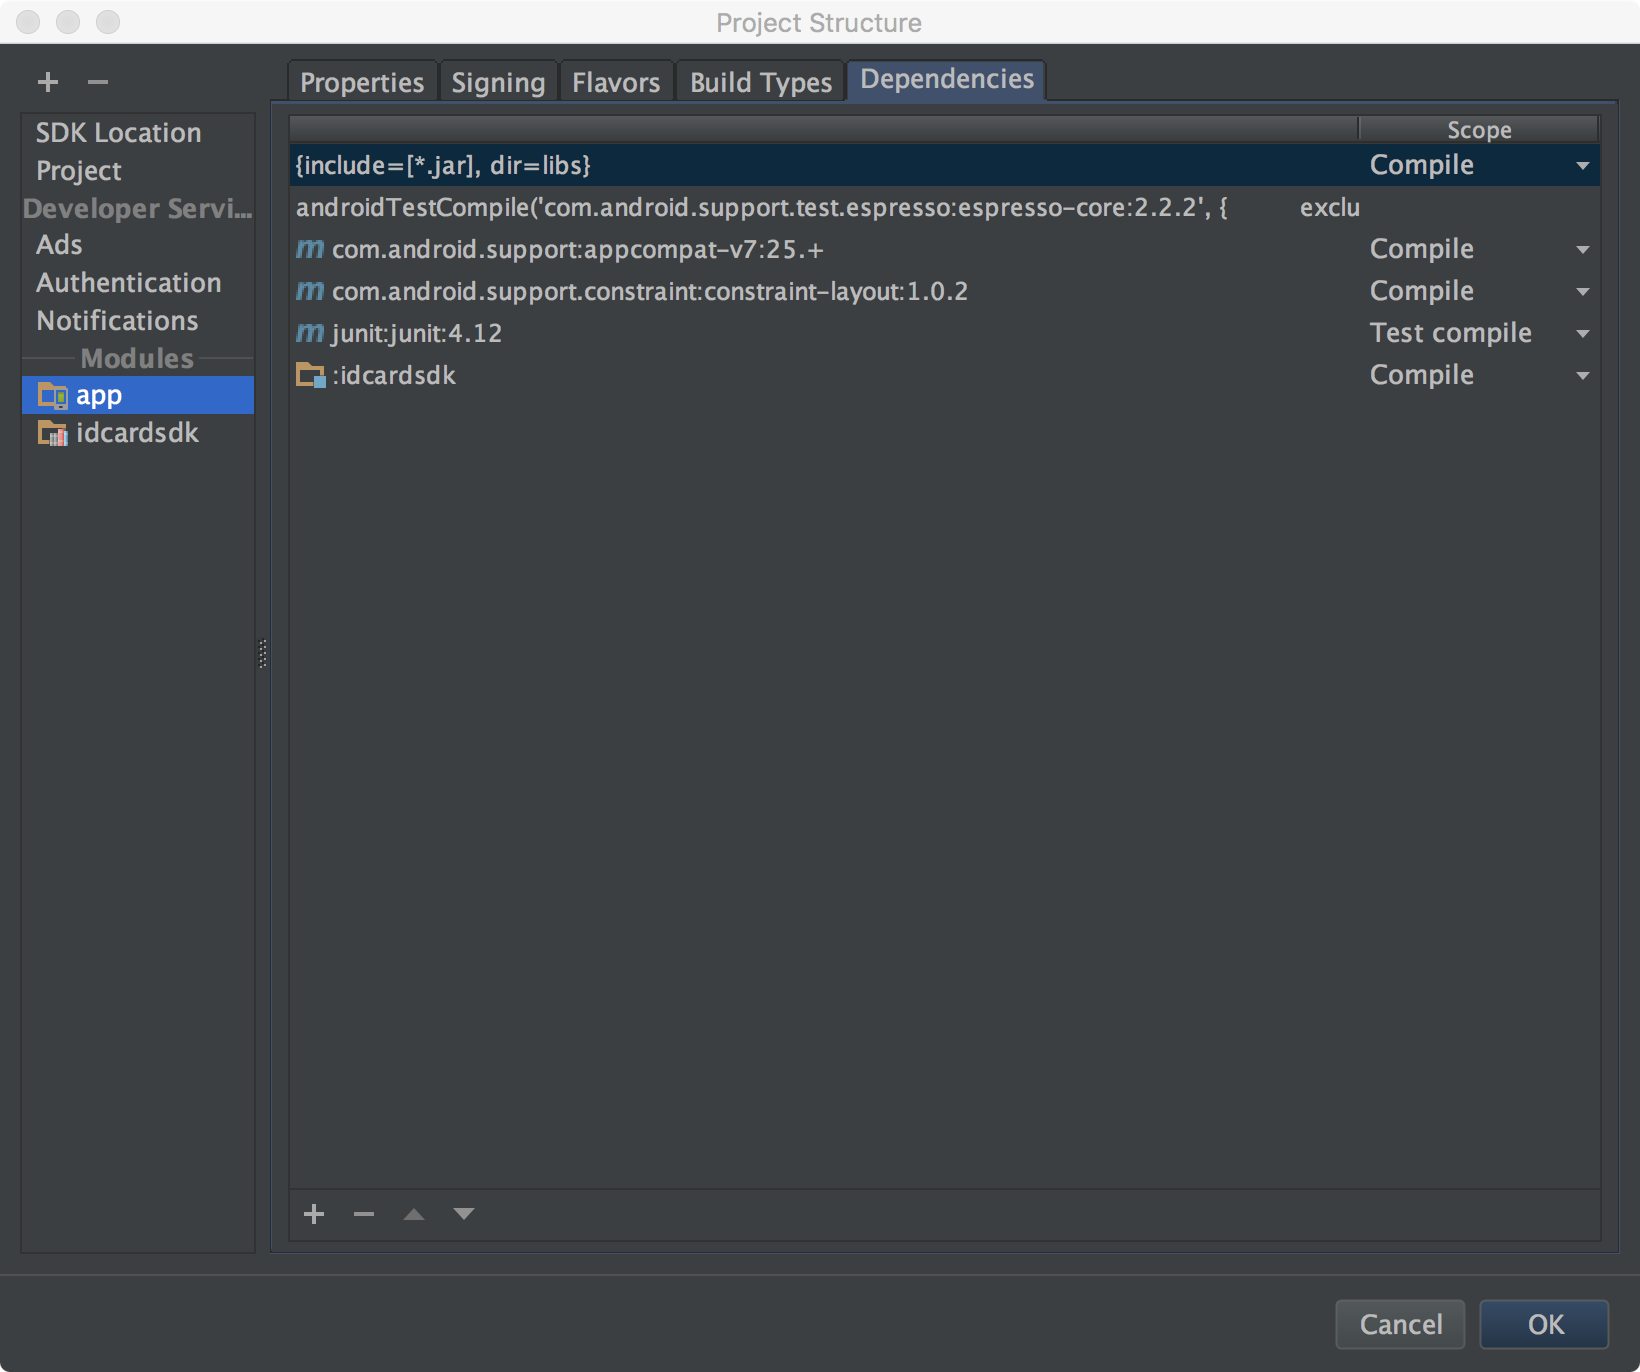 Project Structure
Properties Signing Flavors Build Types Dependencies
SDK Location
Project
Developer Servi...
Ads
Authentication
Notifications
Modules
app
idcardsdk
Scope
{include=[*.jar], dir=libs} Compile
androidTestCompile('com.android.support.test.espresso:espresso-core:2.2.2', { exclu
m com.android.support:appcompat-v7:25.+ Compile
m com.android.support.constraint:constraint-layout:1.0.2 Compile
m junit:junit:4.12 Test compile
:idcardsdk Compile
Cancel OK